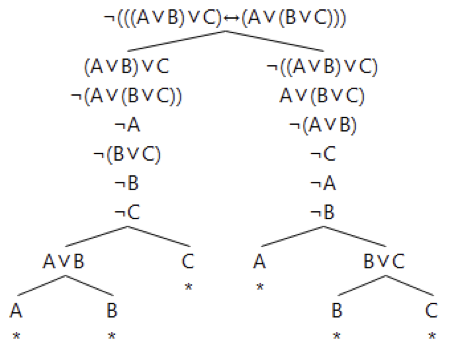 ¬(((A∨B)∨C)↔(A∨(B∨C)))
(A∨B)∨C ¬((A∨B)∨C)
¬(A∨(B∨C)) A∨(B∨C)
¬A ¬(A∨B)
¬(B∨C) ¬C
¬B ¬A
¬C ¬B
A∨B C A B∨C
* *
A B B C
* * * *